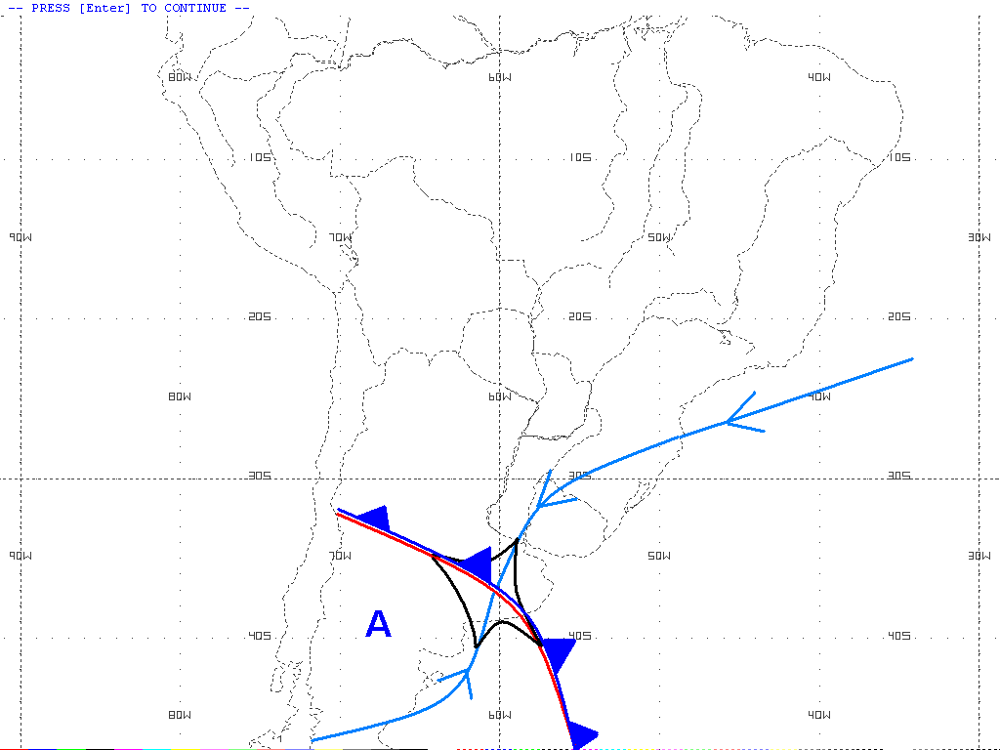 -- PRESS [Enter] TO CONTINUE --
80W 60W 40W
10S 10S 10S
90W 70W 50W 30W
20S 20S 20S
80W 60W 40W
30S 30S 30S
90W 70W 50W 30W
A
40S 40S 40S
80W 60W 40W